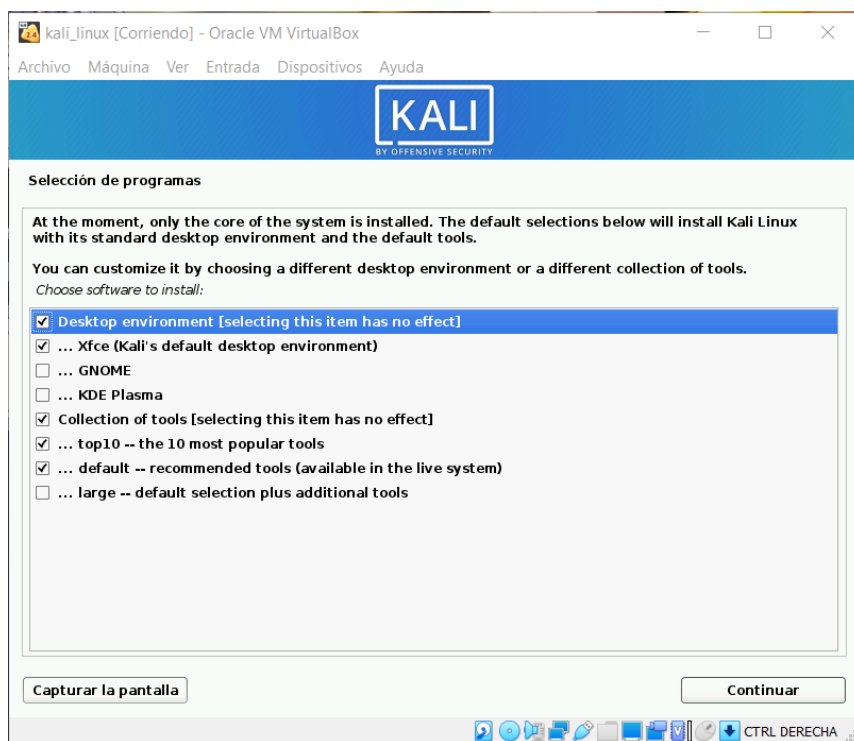 kali_linux [Corriendo] - Oracle VM VirtualBox
Archivo Máquina Ver Entrada Dispositivos Ayuda
KALI
BY OFFENSIVE SECURITY
Selección de programas
At the moment, only the core of the system is installed. The default selections below will install Kali Linux
with its standard desktop environment and the default tools.
You can customize it by choosing a different desktop environment or a different collection of tools.
Choose software to install:
Desktop environment [selecting this item has no effect]
... Xfce (Kali's default desktop environment)
... GNOME
... KDE Plasma
Collection of tools [selecting this item has no effect]
... top10 -- the 10 most popular tools
... default -- recommended tools (available in the live system)
... large -- default selection plus additional tools
Capturar la pantalla Continuar
CTRL DERECHA